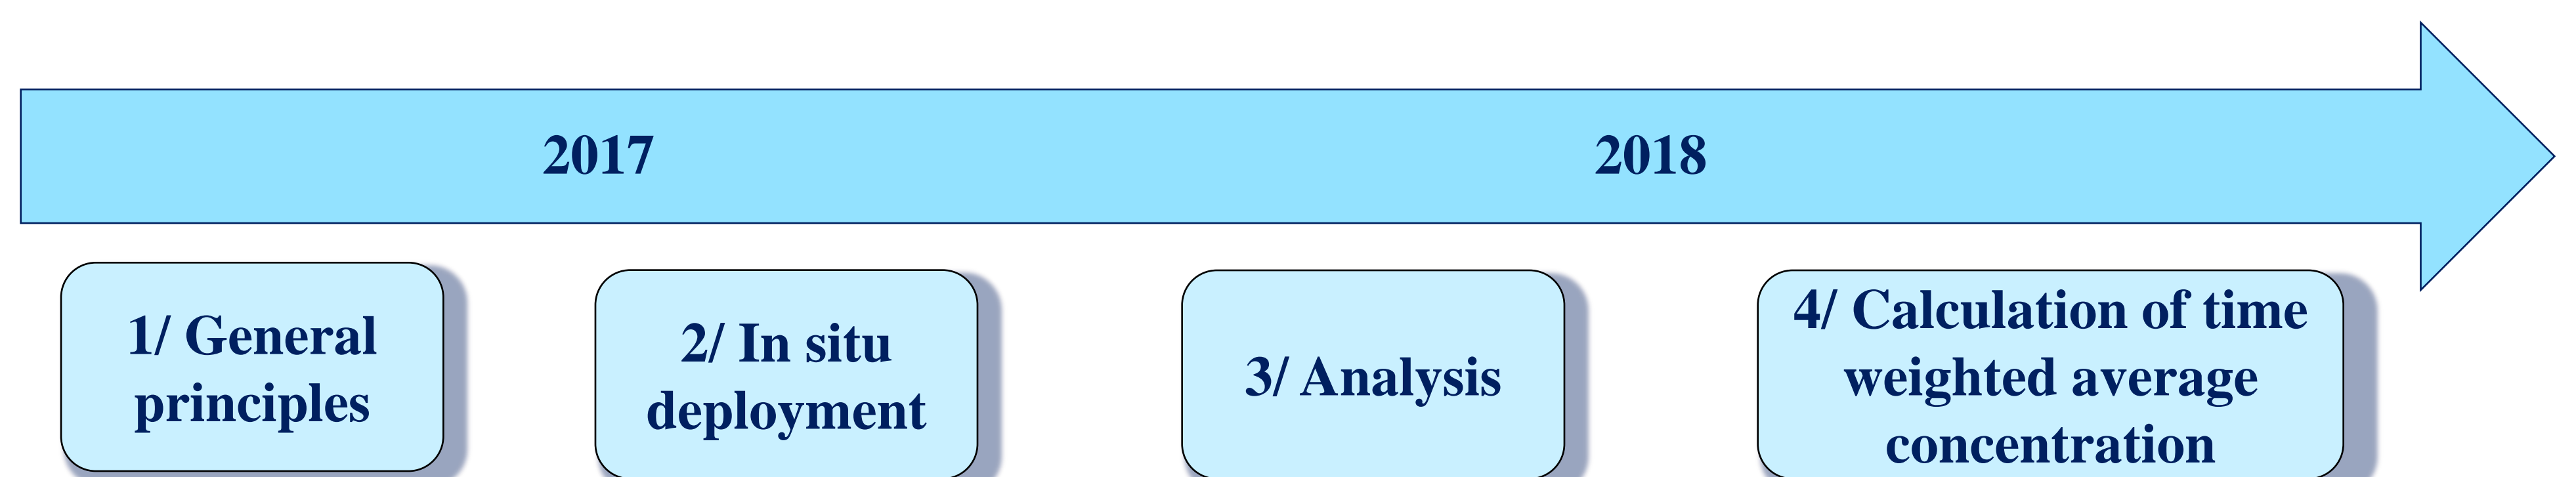 2017
2018
1/ General
principles
2/ In situ
deployment
3/ Analysis
4/ Calculation of time
weighted average
concentration